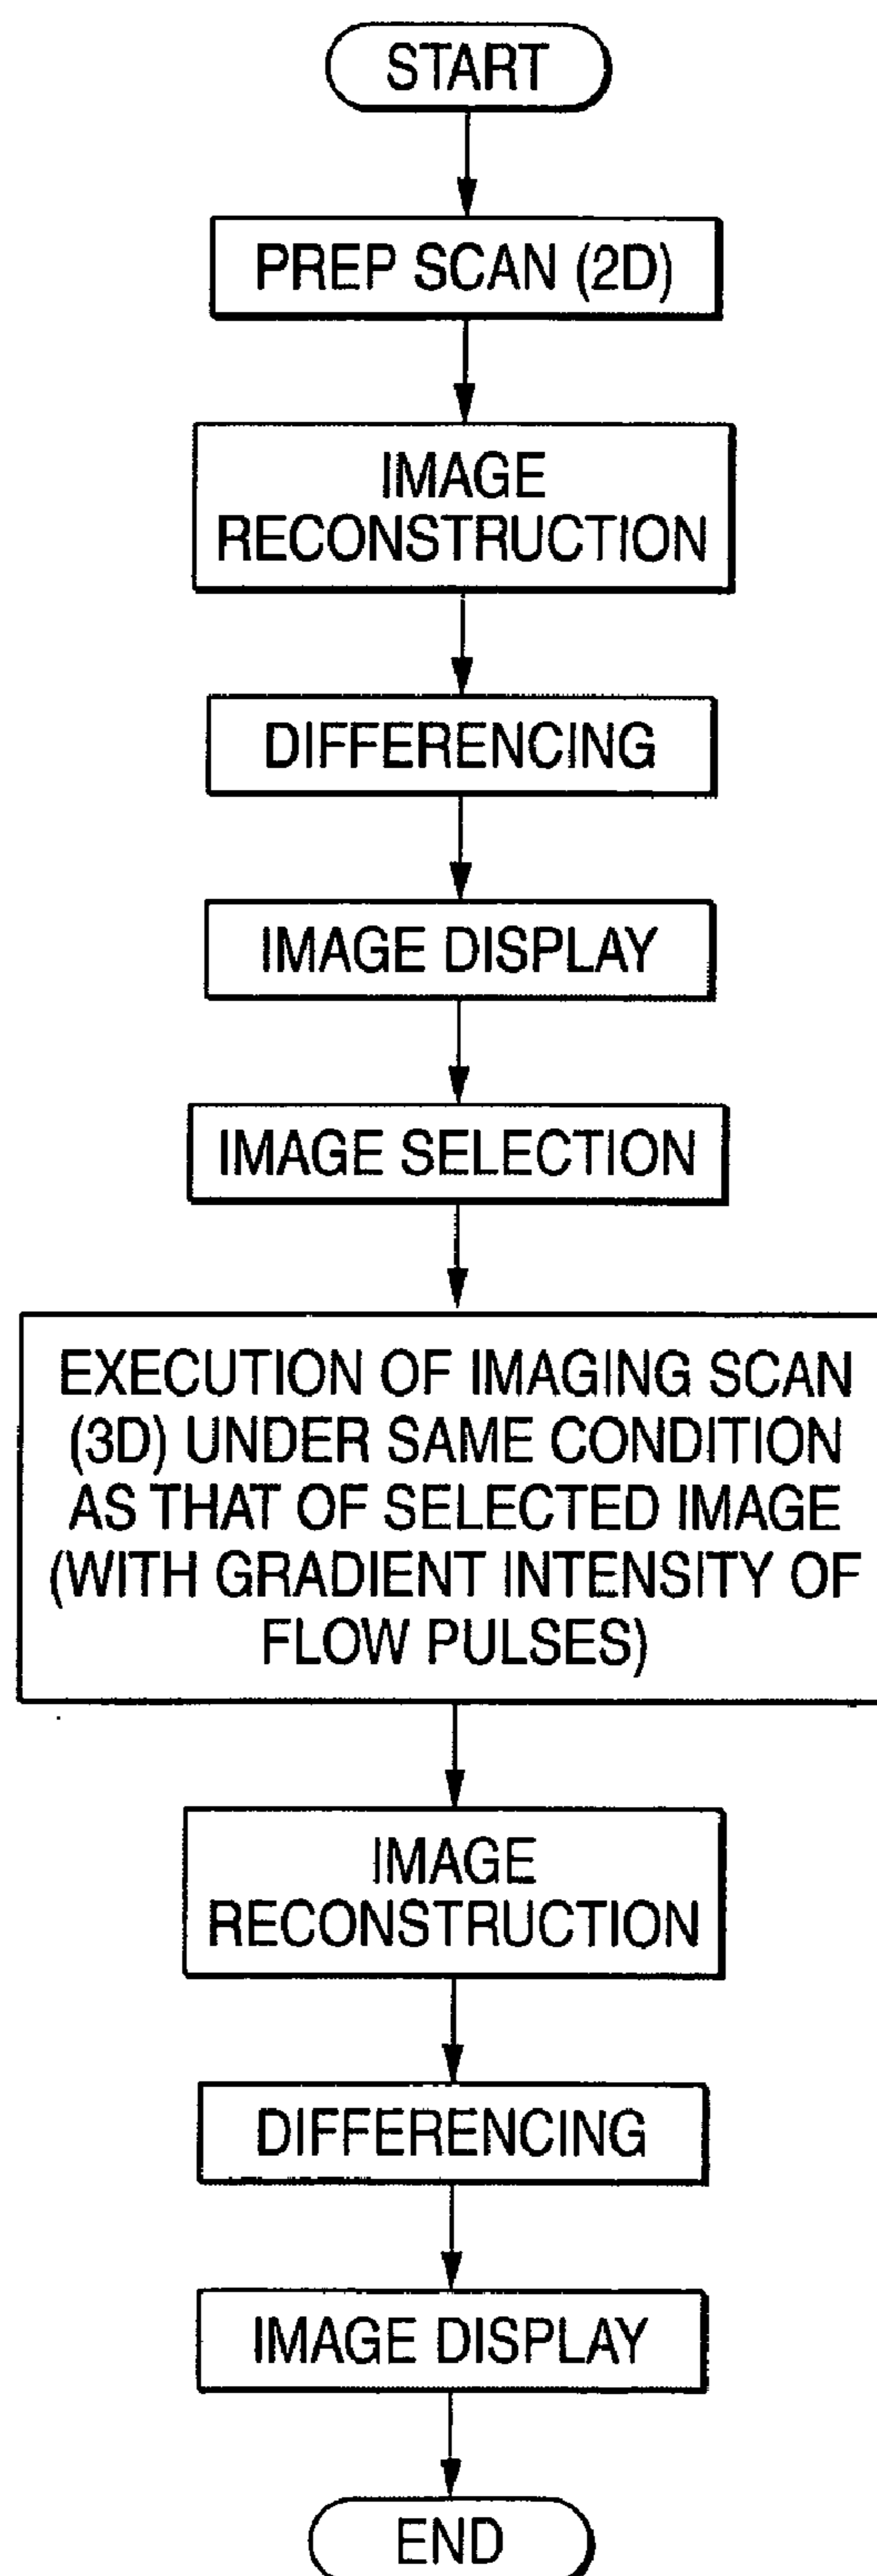 START
PREP SCAN (2D)
IMAGE
RECONSTRUCTION
DIFFERENCING
IMAGE DISPLAY
IMAGE SELECTION
EXECUTION OF IMAGING SCAN
(3D) UNDER SAME CONDITION
AS THAT OF SELECTED IMAGE
(WITH GRADIENT INTENSITY OF
FLOW PULSES)
IMAGE
RECONSTRUCTION
DIFFERENCING
IMAGE DISPLAY
END